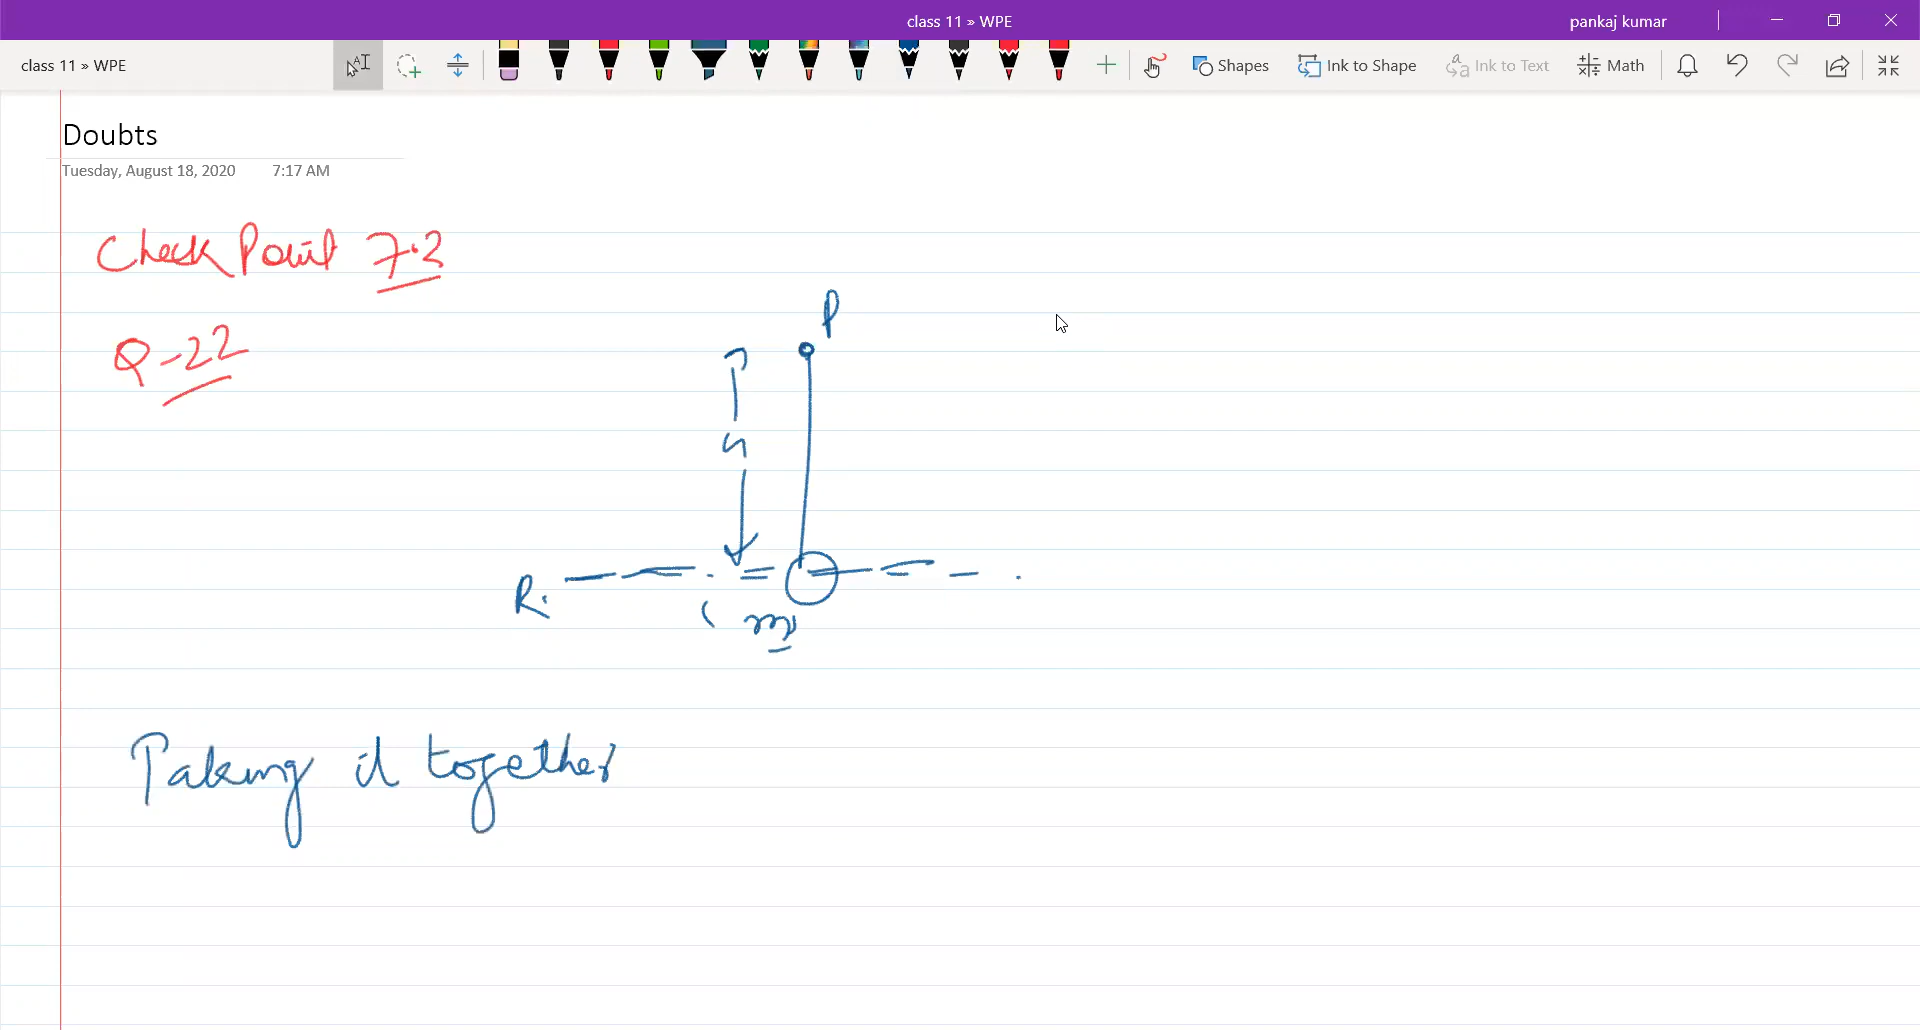 class 11 » WPE
pankaj kumar
class 11 » WPE
Shapes
Ink to Shape
Ink to Text
Math
Doubts
Tuesday, August 18, 2020 7:17 AM
Check Point 7.2
Q-22
P
R.
m
Taking it together